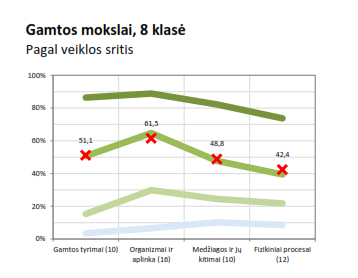 Gamtos mokslai, 8 klasė
Pagal veiklos sritis
100%
80%
60%
40%
20%
0%
51,1
61,5
48,8
42,4
Gamtos tyrimai (10)
Organizmai ir
aplinka (16)
Medžiagos ir jų
kitimai (10)
Fizikiniai procesai
(12)